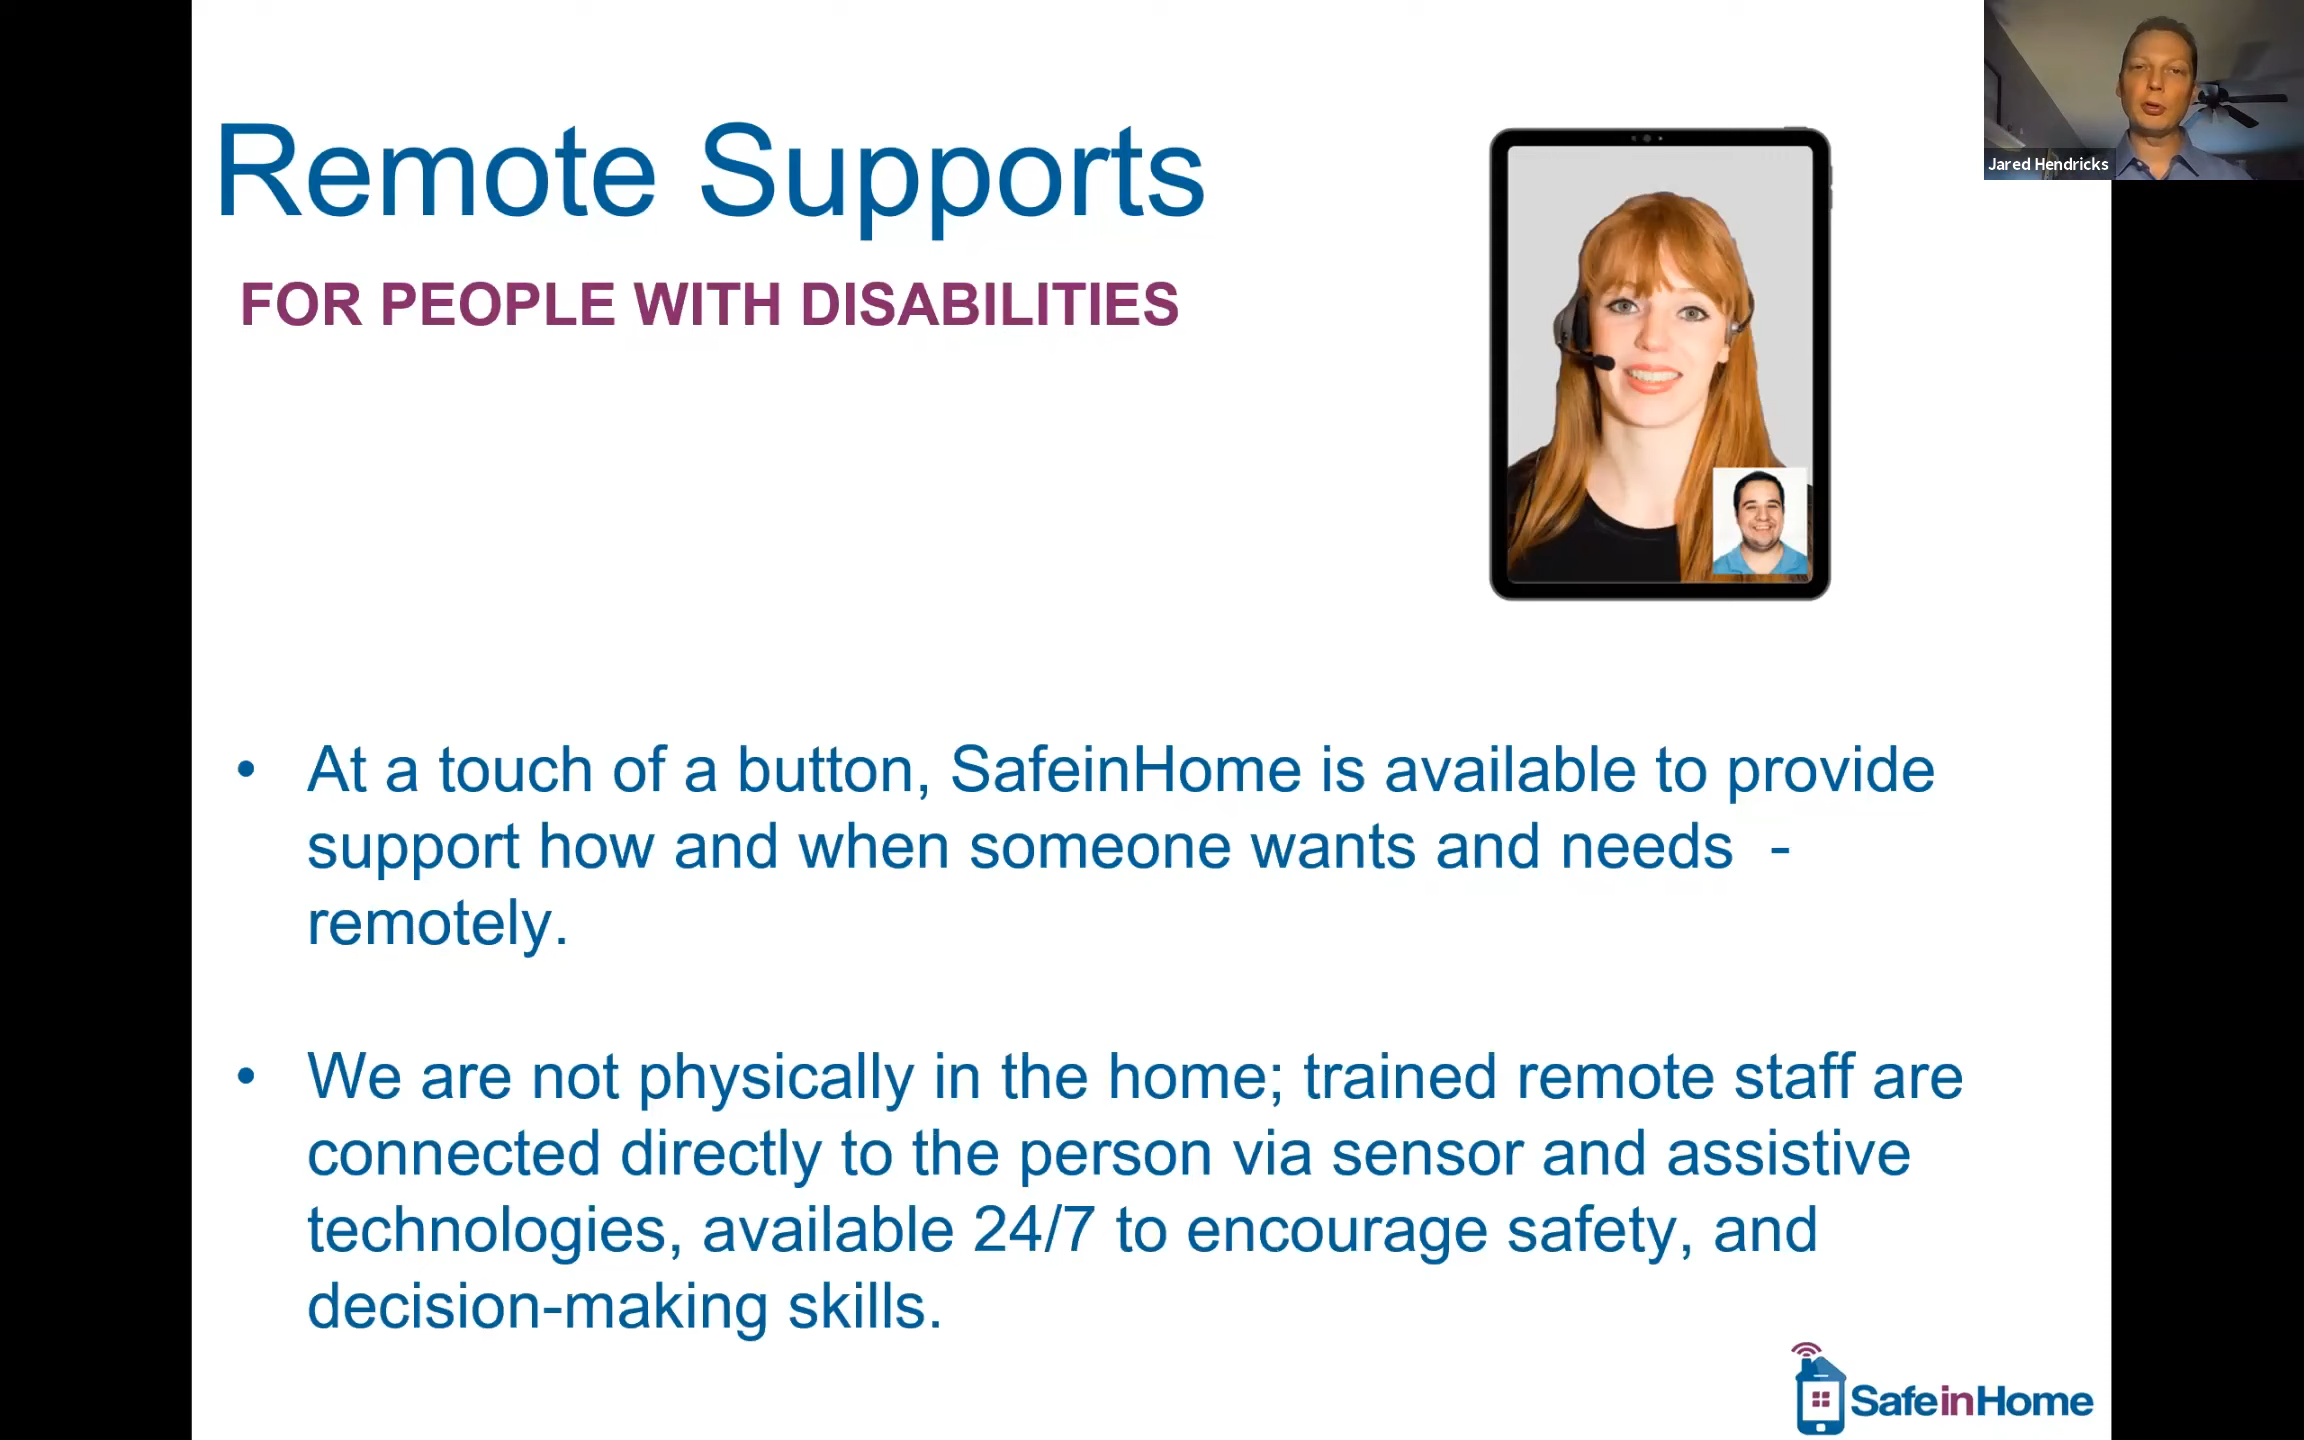 Remote Supports
FOR PEOPLE WITH DISABILITIES
Jared Hendricks
• At a touch of a button, SafeinHome is available to provide
support how and when someone wants and needs -
remotely.
• We are not physically in the home; trained remote staff are
connected directly to the person via sensor and assistive
technologies, available 24/7 to encourage safety, and
decision-making skills.
SafeinHome